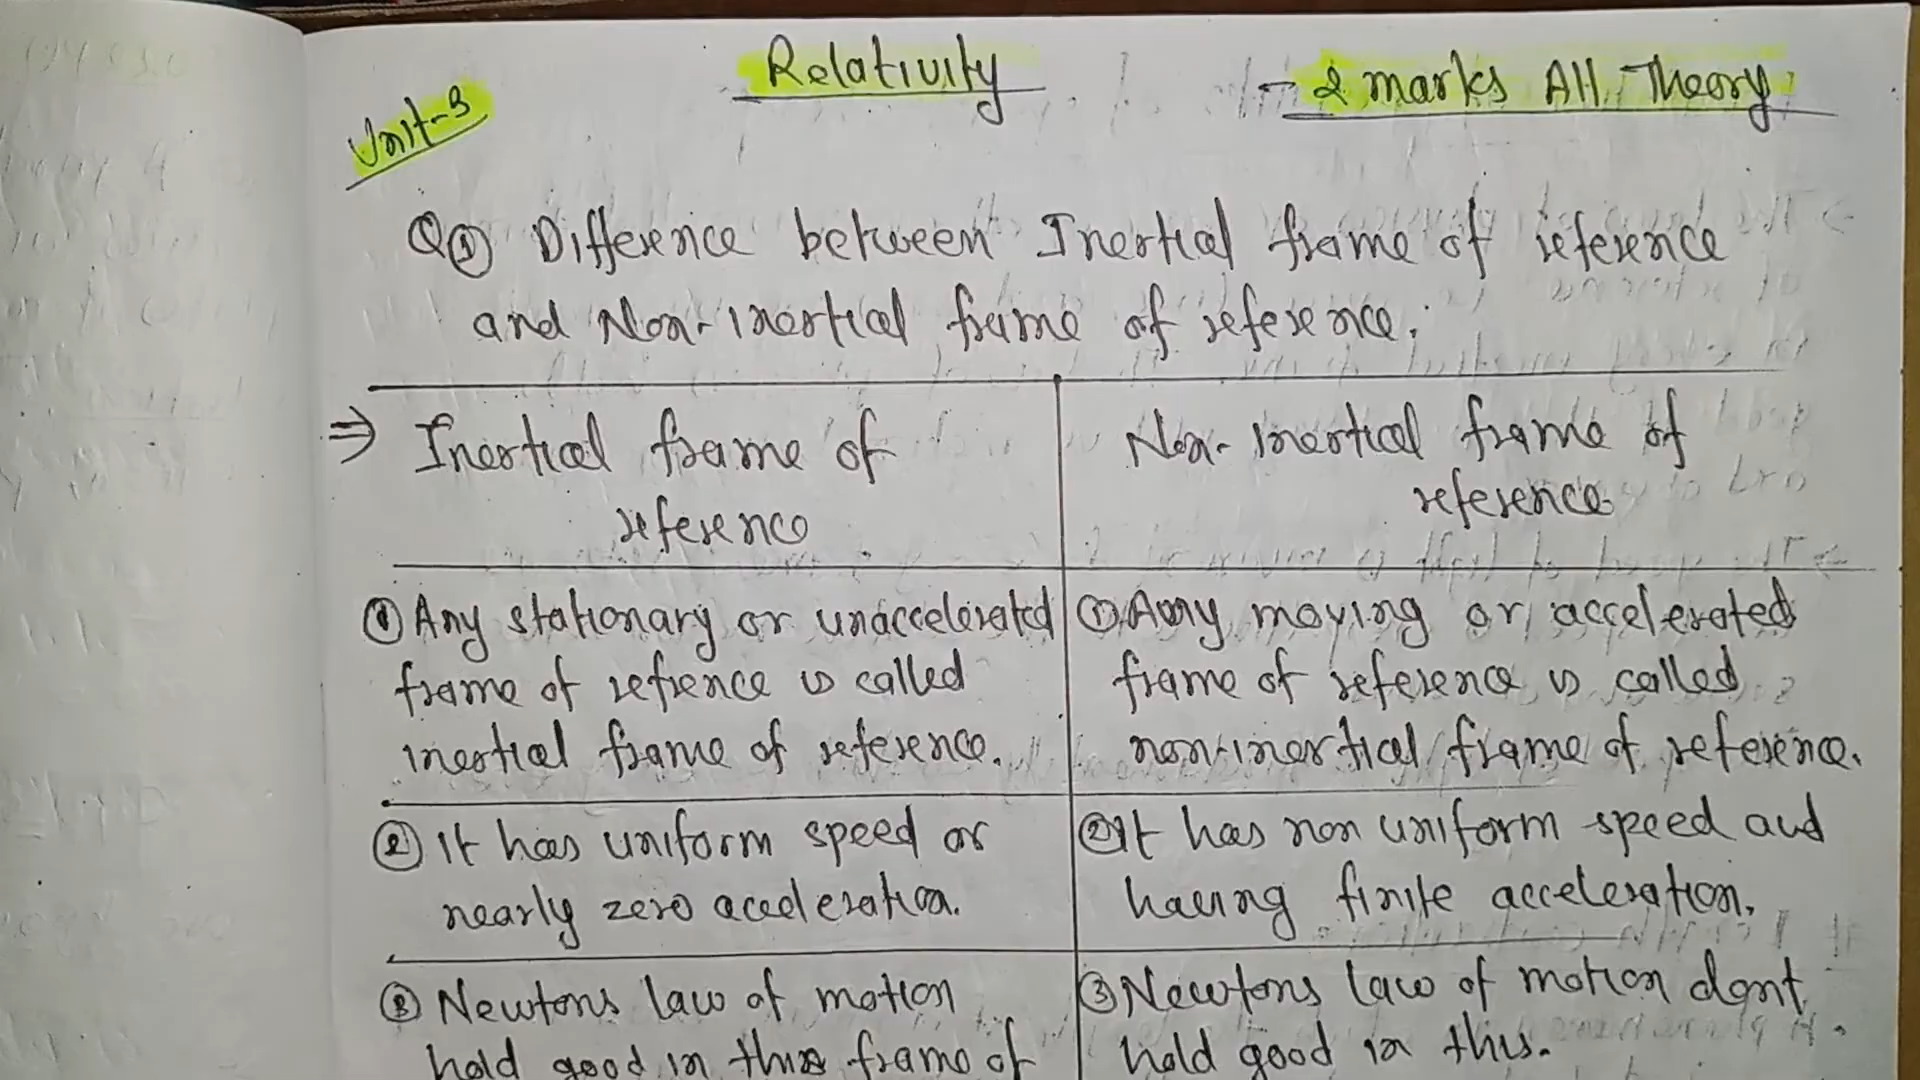 Relativity
- 2 marks All Theory
Unit-3
Q① Difference between Inertial frame of reference
and Non-inertial frame of reference.
⇒ Inertial frame of
reference
Non-Inertial frame of
reference
① Any stationary or unaccelerated
frame of refrence is called
inertial frame of reference.
① Any moving or accelerated
frame of reference is called
non-inertial frame of reference.
② It has uniform speed or
nearly zero acceleration.
② It has non uniform speed and
having finite acceleration.
③ Newtons law of motion
hold good in this frame of
③ Newtons law of motion dont
hold good in this.